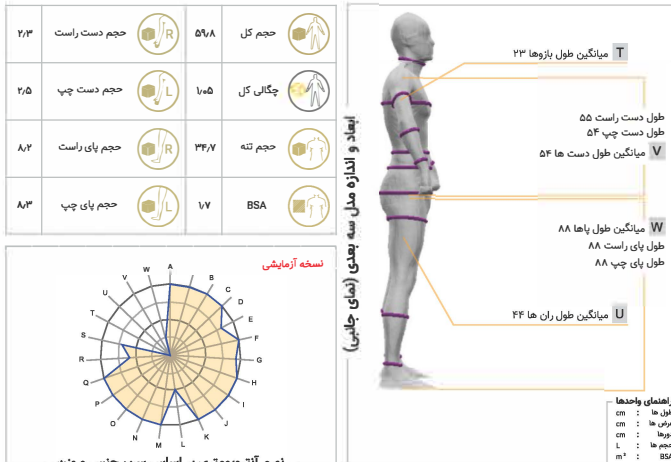 T میانگین طول بازوها ۲۳
طول دست راست ۵۵
طول دست چپ ۵۴
V میانگین طول دست ها ۵۴
W میانگین طول پاها ۸۸
طول پای راست ۸۸
طول پای چپ ۸۸
U میانگین طول ران ها ۴۴
راهنمای واحدها
طول ها : cm
عرض ها : cm
دورها : cm
حجم ها : L
BSA : m²
ابعاد و اندازه مدل سه بعدی (نمای جانبی)
حجم کل ۵۹٫۸
R حجم دست راست ۲٫۳
چگالی کل ۱٫۰۵
L حجم دست چپ ۲٫۵
حجم تنه ۳۴٫۷
R حجم پای راست ۸٫۲
BSA ۱٫۷
L حجم پای چپ ۸٫۳
نسخه آزمایشی
A
B
C
D
E
F
G
H
I
J
K
L
M
N
O
P
Q
R
S
T
U
V
W